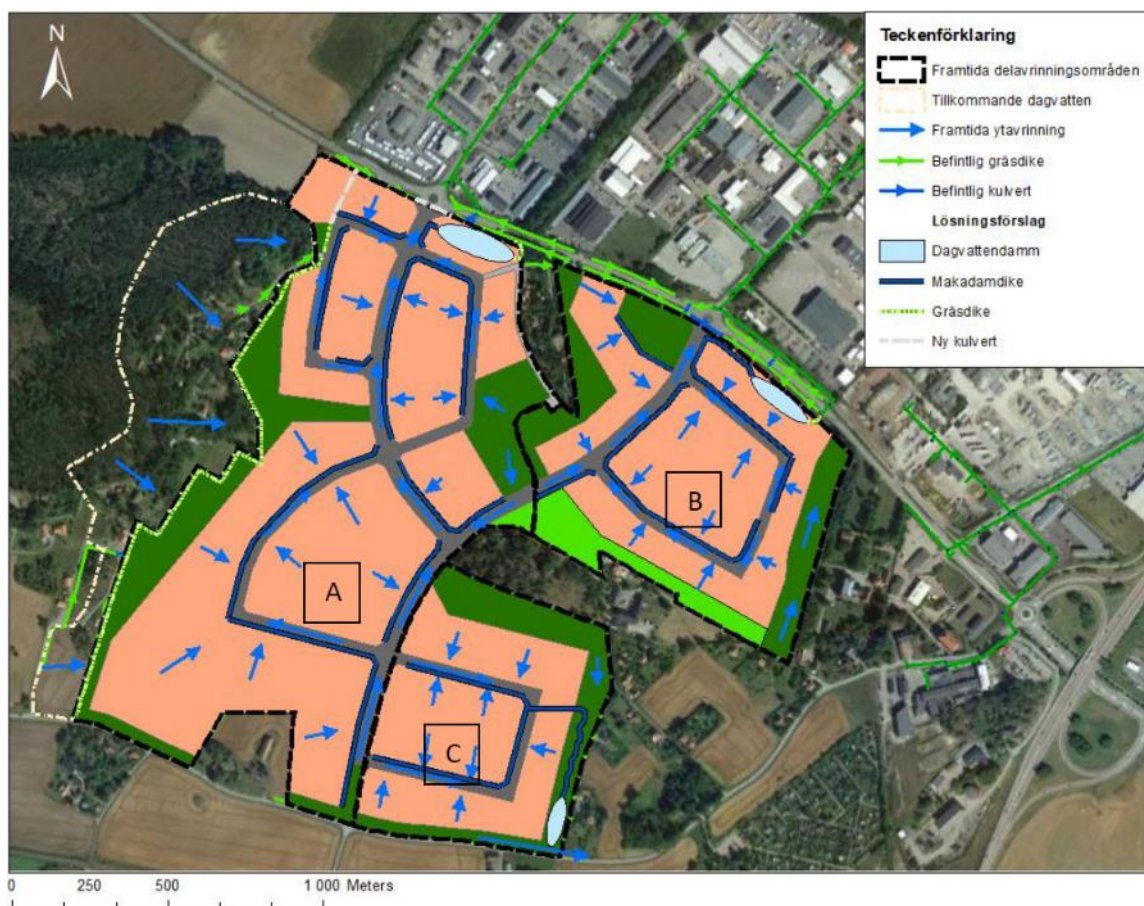 N
Teckenförklaring
Framtida delavrinningsområden
Tillkommande dagvatten
Framtida ytavrinning
Befintlig gräsdike
Befintlig kulvert
Lösningsförslag
Dagvattendamm
Makadamdike
Gräsdike
Ny kulvert
B
A
C
0 250 500 1 000 Meters